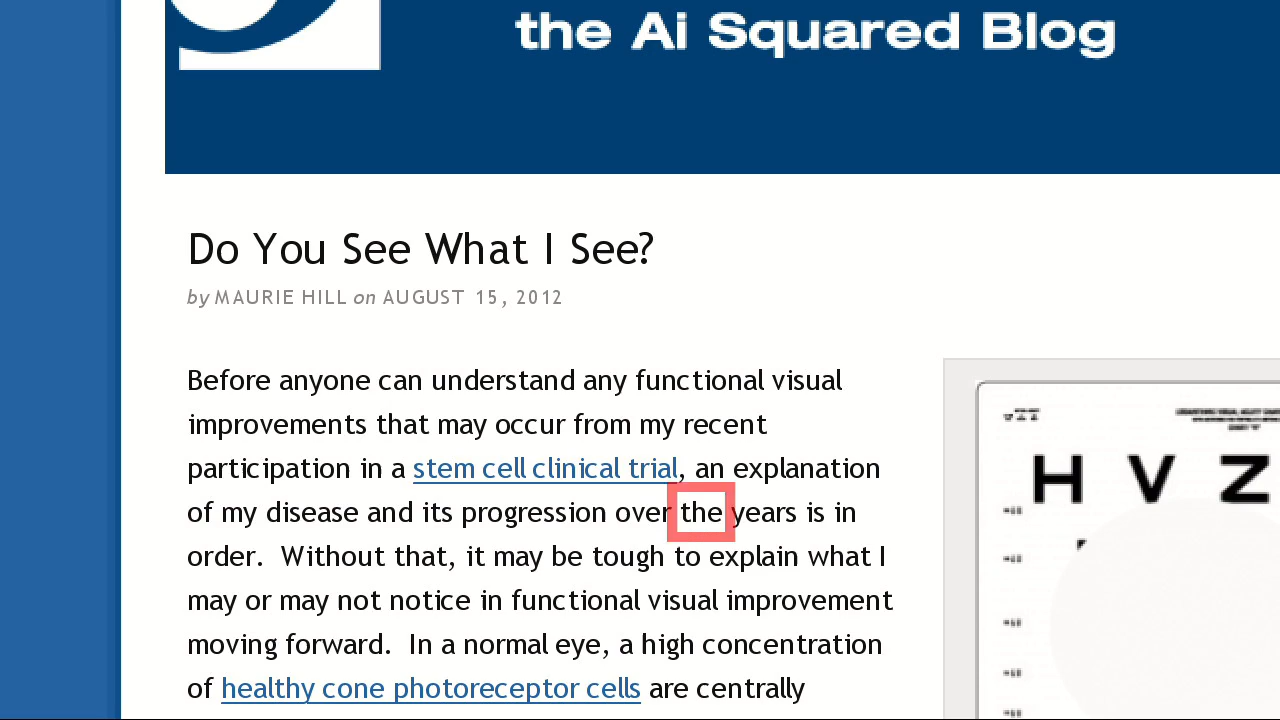 the Ai Squared Blog
Do You See What I See?
by MAURIE HILL on AUGUST 15, 2012
Before anyone can understand any functional visual
improvements that may occur from my recent
participation in a stem cell clinical trial, an explanation
of my disease and its progression over the years is in
order.  Without that, it may be tough to explain what I
may or may not notice in functional visual improvement
moving forward.  In a normal eye, a high concentration
of healthy cone photoreceptor cells are centrally
H V Z